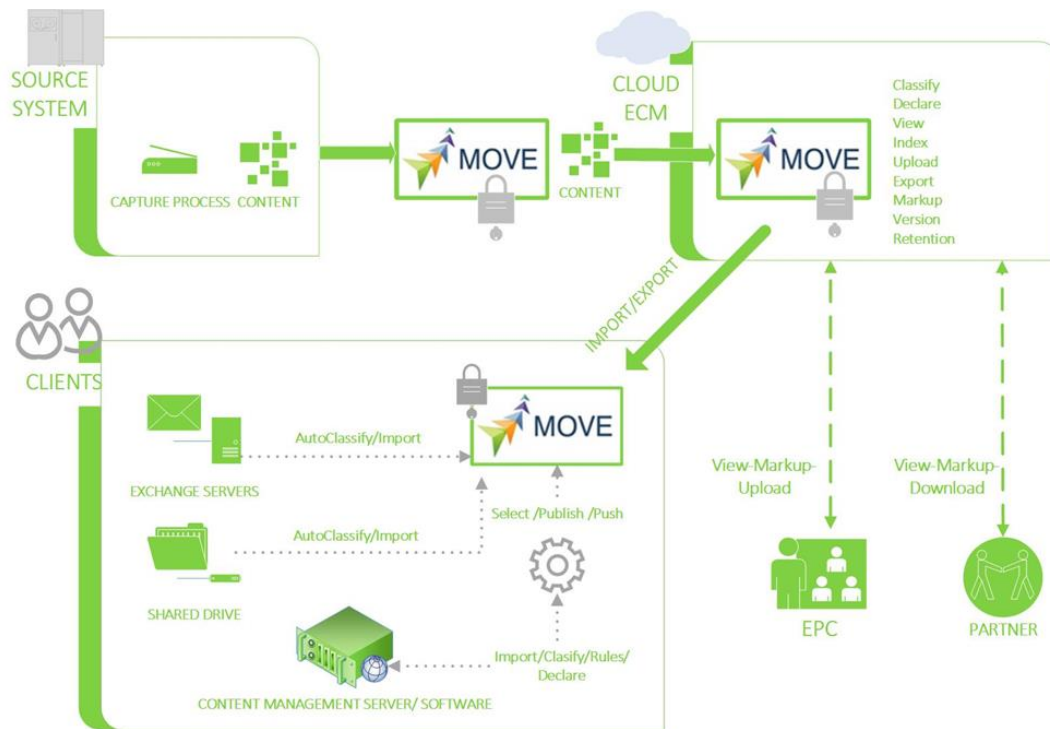 SOURCE
SYSTEM
CAPTURE PROCESS
CONTENT
MOVE
CONTENT
CLOUD
ECM
MOVE
Classify
Declare
View
Index
Upload
Export
Markup
Version
Retention
IMPORT/EXPORT
CLIENTS
EXCHANGE SERVERS
AutoClassify/Import
MOVE
SHARED DRIVE
AutoClassify/Import
Select /Publish /Push
CONTENT MANAGEMENT SERVER/ SOFTWARE
Import/Clasify/Rules/
Declare
View-Markup-
Upload
EPC
View-Markup-
Download
PARTNER